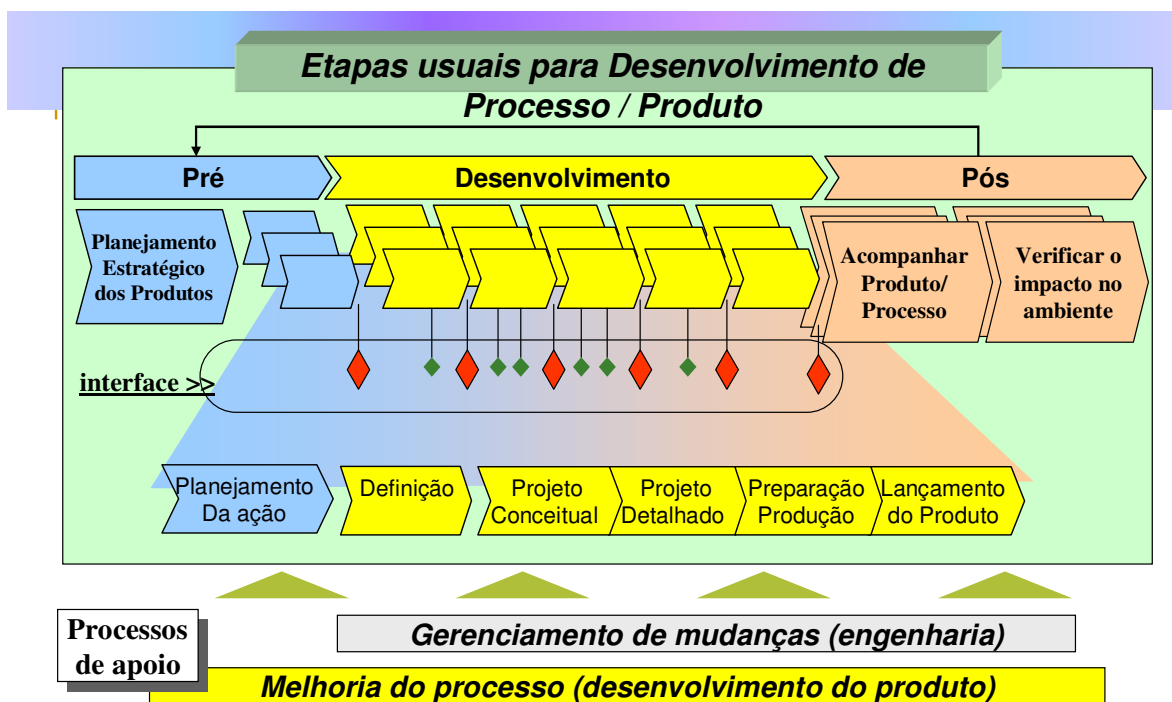 Etapas usuais para Desenvolvimento de
Processo / Produto
Pré
Desenvolvimento
Pós
Planejamento
Estratégico
dos Produtos
Acompanhar
Produto/
Processo
Verificar o
impacto no
ambiente
interface >>
Planejamento
Da ação
Definição
Projeto
Conceitual
Projeto
Detalhado
Preparação
Produção
Lançamento
do Produto
Processos
de apoio
Gerenciamento de mudanças (engenharia)
Melhoria do processo (desenvolvimento do produto)